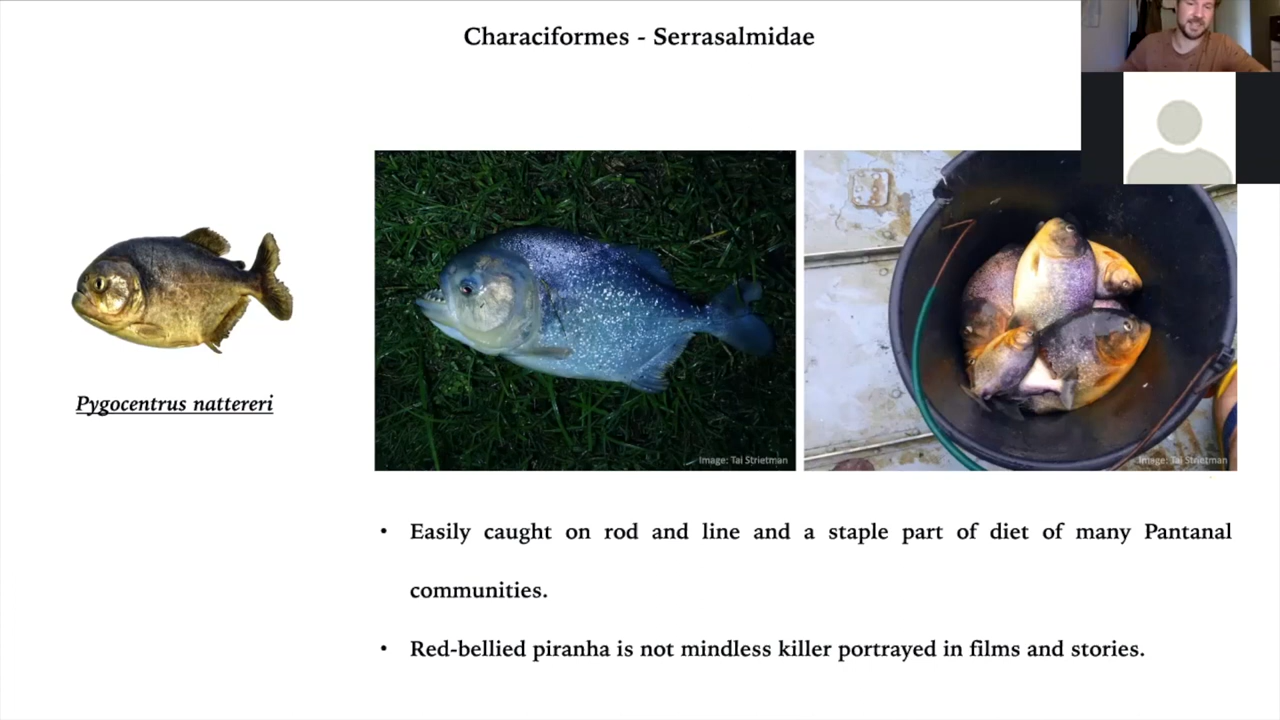 Characiformes - Serrasalmidae
Pygocentrus nattereri
Image: Tai Strietman
Image: Tai Strietman
• Easily caught on rod and line and a staple part of diet of many Pantanal
communities.
• Red-bellied piranha is not mindless killer portrayed in films and stories.